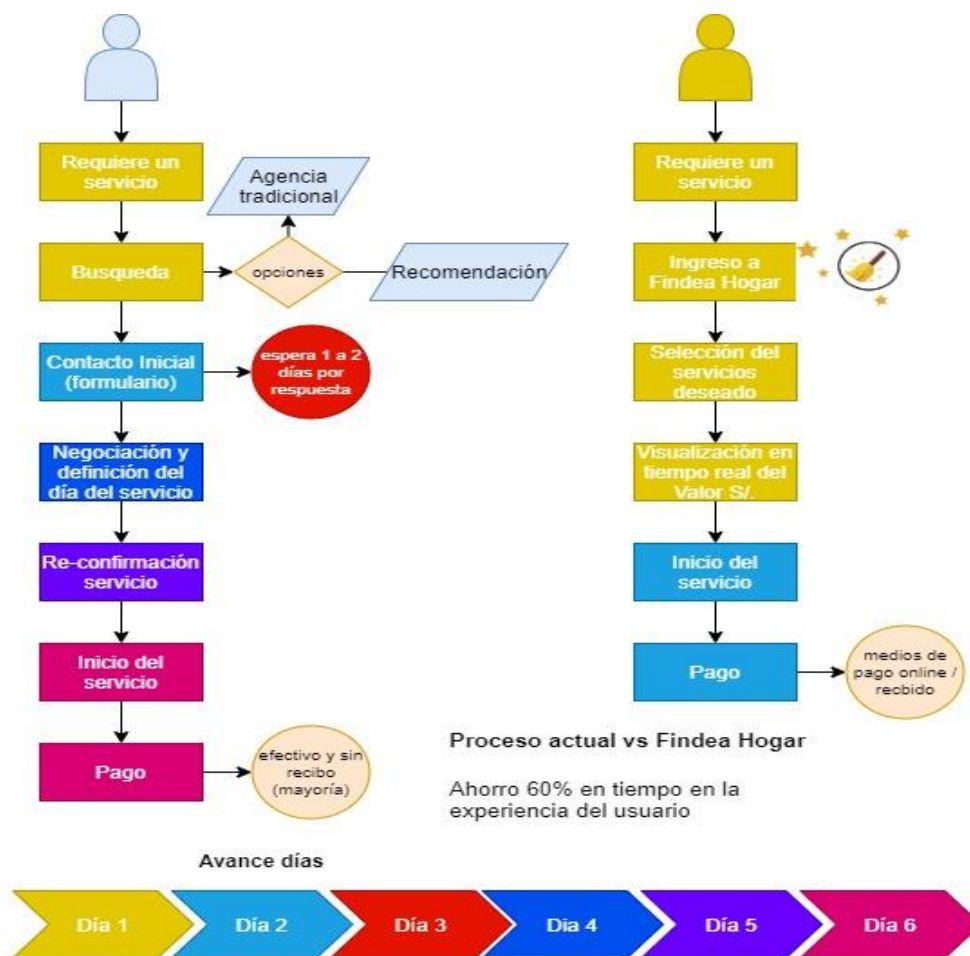 Requiere un
servicio
Agencia
tradicional
Busqueda
opciones
Recomendación
Contacto Inicial
(formulario)
espera 1 a 2
días por
respuesta
Negociación y
definición del
día del servicio
Re-confirmación
servicio
Inicio del
servicio
Pago
efectivo y sin
recibo
(mayoría)
Requiere un
servicio
Ingreso a
Findea Hogar
Selección del
servicios
deseado
Visualización en
tiempo real del
Valor S/.
Inicio del
servicio
Pago
medios de
pago online /
recbido
Proceso actual vs Findea Hogar
Ahorro 60% en tiempo en la
experiencia del usuario
Avance días
Día 1
Día 2
Día 3
Dia 4
Día 5
Día 6